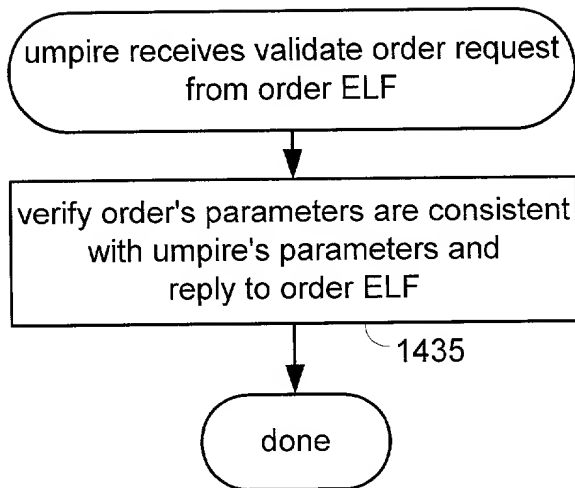 umpire receives validate order request
from order ELF
verify order's parameters are consistent
with umpire's parameters and
reply to order ELF
1435
done